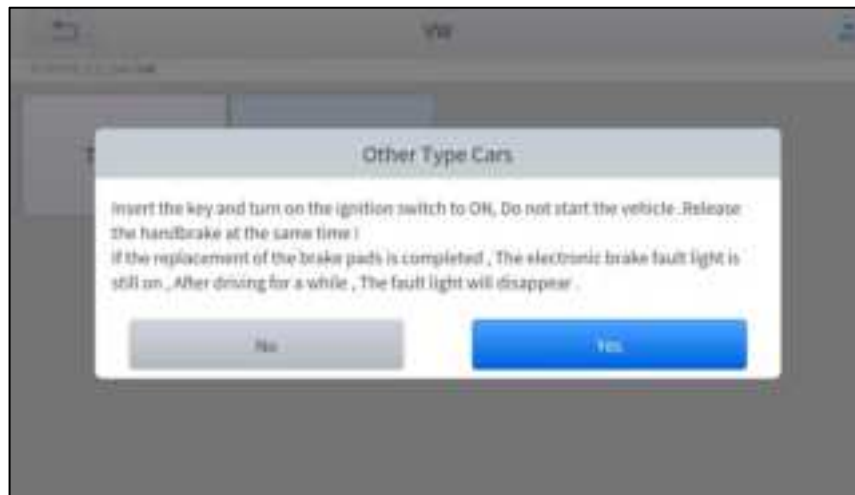 VW
Other Type Cars
Insert the key and turn on the ignition switch to ON, Do not start the vehicle .Release
the handbrake at the same time !
If the replacement of the brake pads is completed , The electronic brake fault light is
still on , After driving for a while , The fault light will disappear .
No
Yes